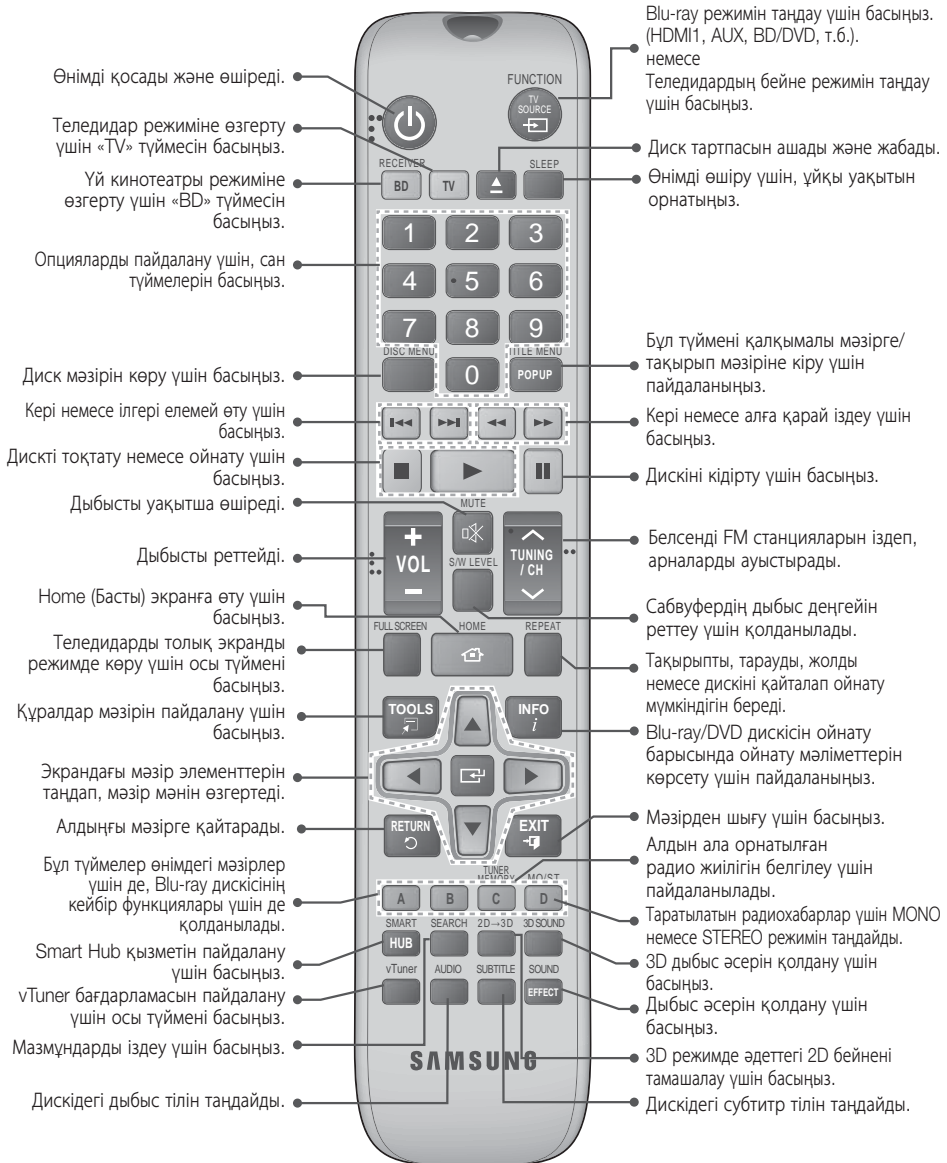 Өнімді қосады және өшіреді.
Теледидар режиміне өзгерту
үшін «TV» түймесін басыңыз.
Үй кинотеатры режиміне
өзгерту үшін «BD» түймесін
басыңыз.
Опцияларды пайдалану үшін, сан
түймелерін басыңыз.
Диск мәзірін көру үшін басыңыз.
Кері немесе ілгері елемей өту үшін
басыңыз.
Дискті тоқтату немесе ойнату үшін
басыңыз.
Дыбысты уақытша өшіреді.
Дыбысты реттейді.
Home (Басты) экранға өту үшін
басыңыз.
Теледидарды толық экранды
режимде көру үшін осы түймені
басыңыз.
Құралдар мәзірін пайдалану үшін
басыңыз.
Экрандағы мәзір элементтерін
таңдап, мәзір мәнін өзгертеді.
Алдыңғы мәзірге қайтарады.
Бұл түймелер өнімдегі мәзірлер
үшін де, Blu-ray дискісінің
кейбір функциялары үшін де
қолданылады.
Smart Hub қызметін пайдалану
үшін басыңыз.
vTuner бағдарламасын пайдалану
үшін осы түймені басыңыз.
Мазмұндарды іздеу үшін басыңыз.
Дискідегі дыбыс тілін таңдайды.
FUNCTION
TV
SOURCE
RECEIVER
SLEEP
BD
TV
1 2 3
4 5 6
7 8 9
DISC MENU
TITLE MENU
0
POPUP
MUTE
+
VOL
−
TUNING
/ CH
S/W LEVEL
FULL SCREEN
HOME
REPEAT
TOOLS
INFO
i
RETURN
EXIT
TUNER
MEMORY
MO/ST
A B C D
SMART
SEARCH
2D→3D
3D SOUND
HUB
vTuner
AUDIO
SUBTITLE
SOUND
EFFECT
SAMSUNG
Blu-ray режимін таңдау үшін басыңыз.
(HDMI1, AUX, BD/DVD, т.б.).
немесе
Теледидардың бейне режимін таңдау
үшін басыңыз.
Диск тартпасын ашады және жабады.
Өнімді өшіру үшін, ұйқы уақытын
орнатыңыз.
Бұл түймені қалқымалы мәзірге/
тақырып мәзіріне кіру үшін
пайдаланыңыз.
Кері немесе алға қарай іздеу үшін
басыңыз.
Дискіні кідірту үшін басыңыз.
Белсенді FM станцияларын іздеп,
арналарды ауыстырады.
Сабвуфердің дыбыс деңгейін
реттеу үшін қолданылады.
Тақырыпты, тарауды, жолды
немесе дискіні қайталап ойнату
мүмкіндігін береді.
Blu-ray/DVD дискісін ойнату
барысында ойнату мәліметтерін
көрсету үшін пайдаланыңыз.
Мәзірден шығу үшін басыңыз.
Алдын ала орнатылған
радио жиілігін белгілеу үшін
пайдаланылады.
Таратылатын радиохабарлар үшін MONO
немесе STEREO режимін таңдайды.
3D дыбыс әсерін қолдану үшін
басыңыз.
Дыбыс әсерін қолдану үшін
басыңыз.
3D режимде әдеттегі 2D бейнені
тамашалау үшін басыңыз.
Дискідегі субтитр тілін таңдайды.